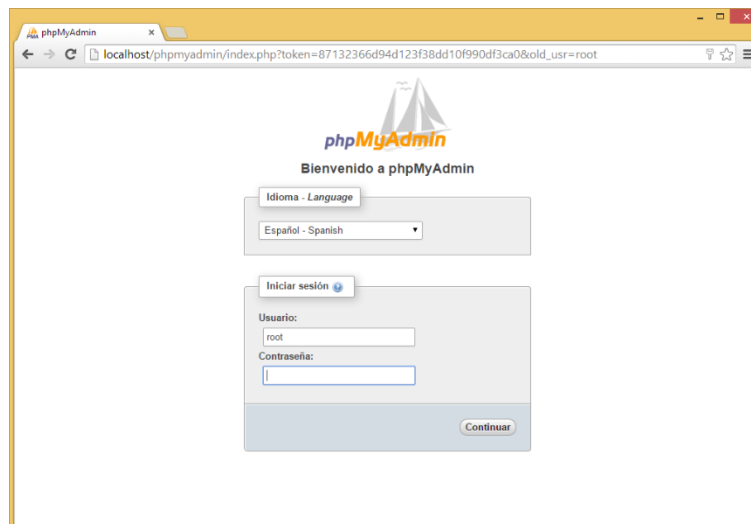 phpMyAdmin
localhost/phpmyadmin/index.php?token=87132366d94d123f38dd10f990df3ca0&old_usr=root
phpMyAdmin
Bienvenido a phpMyAdmin
Idioma - Language
Español - Spanish
Iniciar sesión
Usuario:
root
Contraseña:
Continuar